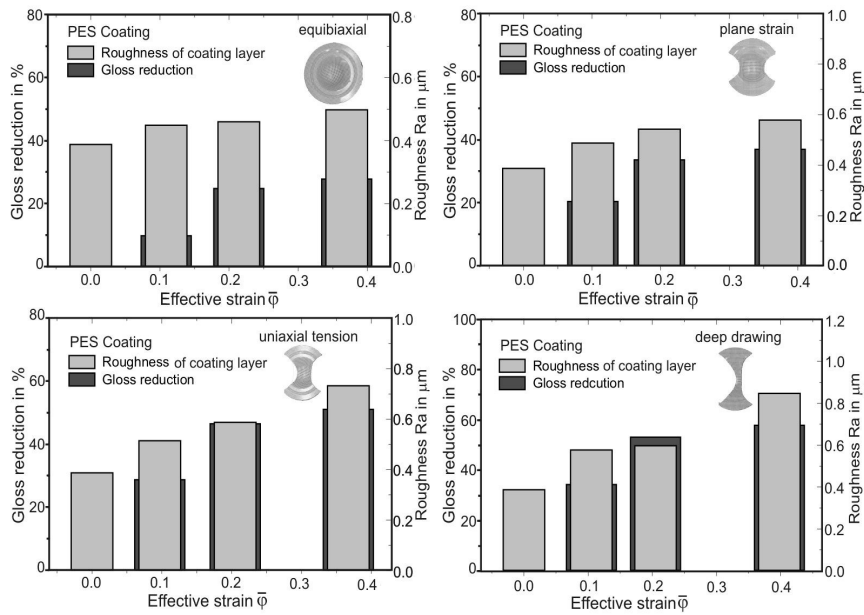 PES Coating
equibiaxial
Roughness of coating layer
Gloss reduction
Gloss reduction in %
80
60
40
20
0
0.8
0.6
0.4
0.2
0.0
Roughness Ra in μm
0.0 0.1 0.2 0.3 0.4
Effective strain φ̅
PES Coating
plane strain
Roughness of coating layer
Gloss reduction
Gloss reduction in %
80
60
40
20
0
1.0
0.8
0.6
0.4
0.2
0.0
Roughness Ra in μm
0.0 0.1 0.2 0.3 0.4
Effective strain φ̅
PES Coating
uniaxial tension
Roughness of coating layer
Gloss reduction
Gloss reduction in %
80
60
40
20
0
1.0
0.8
0.6
0.4
0.2
0.0
Roughness Ra in μm
0.0 0.1 0.2 0.3 0.4
Effective strain φ̅
PES Coating
deep drawing
Roughness of coating layer
Gloss redcution
Gloss reduction in %
100
80
60
40
20
0
1.2
1.0
0.8
0.6
0.4
0.2
0.0
Roughness Ra in μm
0.0 0.1 0.2 0.3 0.4
Effective strain φ̅